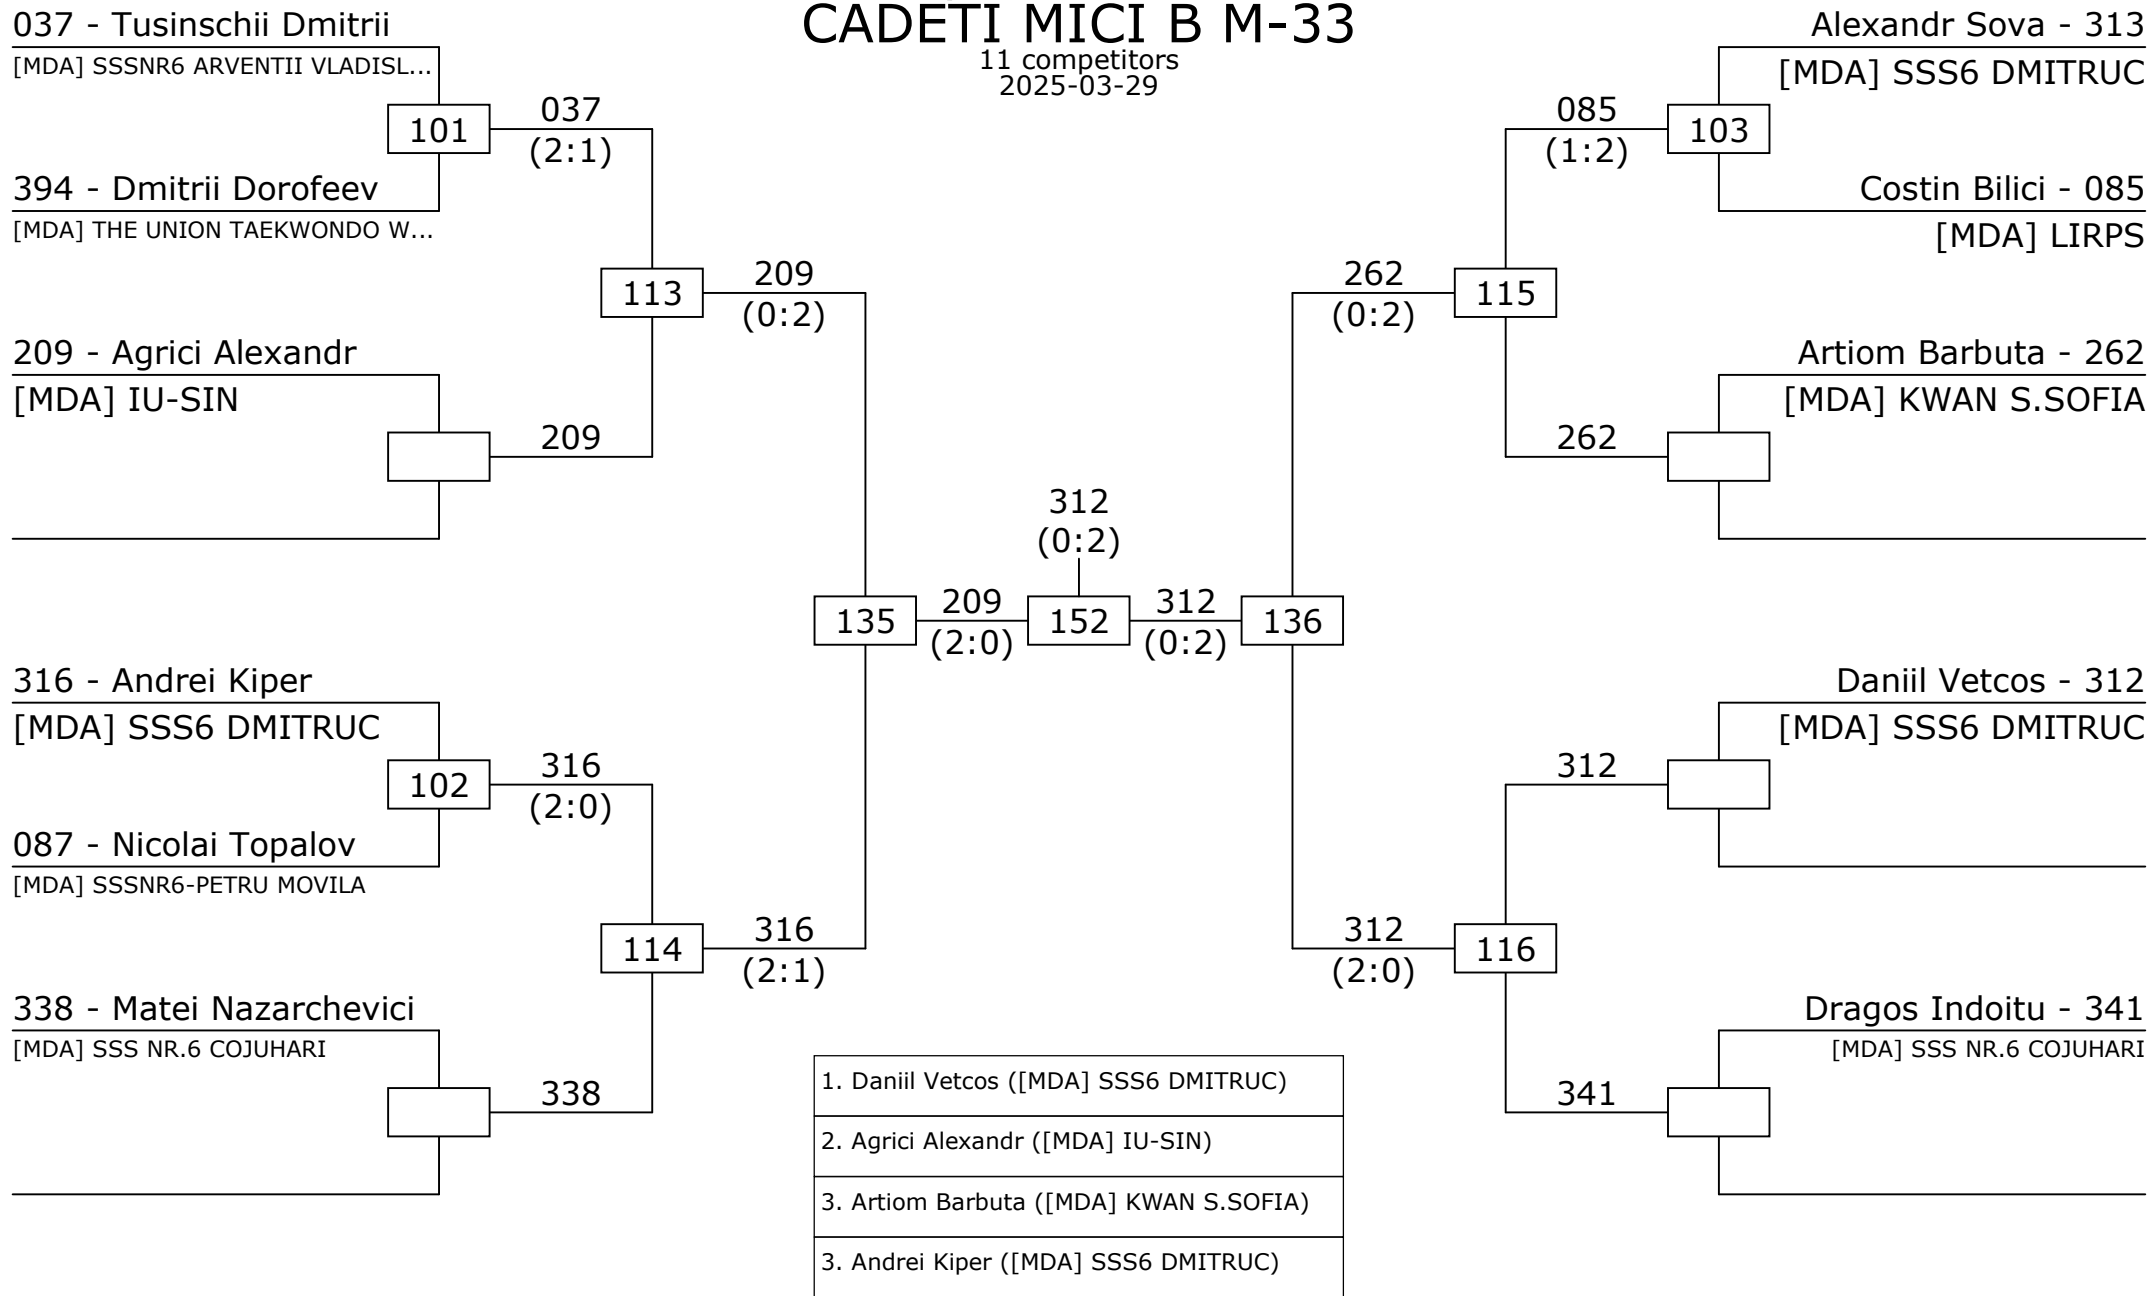 CADETI MICI B M-33
11 competitors
2025-03-29
037 - Tusinschii Dmitrii
[MDA] SSSNR6 ARVENTII VLADISL...
101
037
(2:1)
394 - Dmitrii Dorofeev
[MDA] THE UNION TAEKWONDO W...
113
209
(0:2)
209 - Agrici Alexandr
[MDA] IU-SIN
209
135
209
(2:0)
316 - Andrei Kiper
[MDA] SSS6 DMITRUC
102
316
(2:0)
087 - Nicolai Topalov
[MDA] SSSNR6-PETRU MOVILA
114
316
(2:1)
338 - Matei Nazarchevici
[MDA] SSS NR.6 COJUHARI
338
312
(0:2)
152
312
(0:2)
136
Alexandr Sova - 313
[MDA] SSS6 DMITRUC
085
(1:2)
103
Costin Bilici - 085
[MDA] LIRPS
262
(0:2)
115
Artiom Barbuta - 262
[MDA] KWAN S.SOFIA
262
Daniil Vetcos - 312
[MDA] SSS6 DMITRUC
312
312
(2:0)
116
Dragos Indoitu - 341
[MDA] SSS NR.6 COJUHARI
341
1. Daniil Vetcos ([MDA] SSS6 DMITRUC)
2. Agrici Alexandr ([MDA] IU-SIN)
3. Artiom Barbuta ([MDA] KWAN S.SOFIA)
3. Andrei Kiper ([MDA] SSS6 DMITRUC)